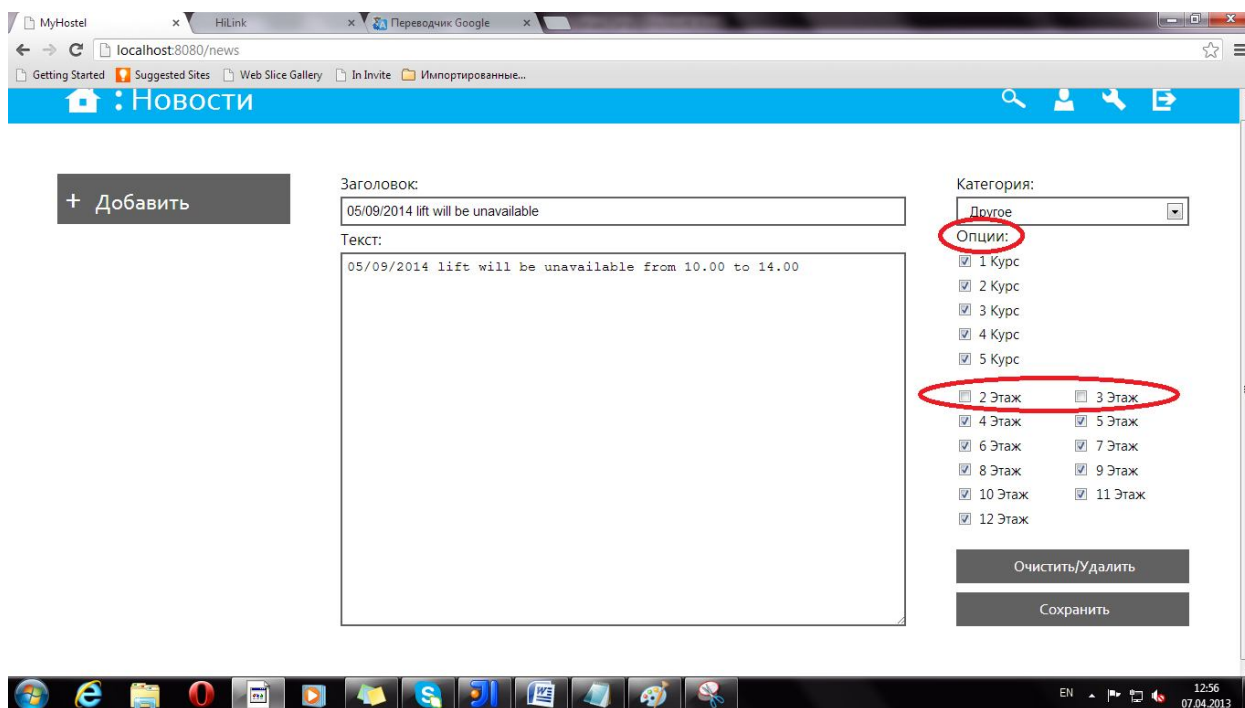 MyHostel x HiLink x Переводчик Google x
localhost:8080/news
Getting Started Suggested Sites Web Slice Gallery In Invite Импортированные...
: Новости
+ Добавить
Заголовок:
05/09/2014 lift will be unavailable
Текст:
05/09/2014 lift will be unavailable from 10.00 to 14.00
Категория:
Другое
Опции:
1 Курс
2 Курс
3 Курс
4 Курс
5 Курс
2 Этаж 3 Этаж
4 Этаж 5 Этаж
6 Этаж 7 Этаж
8 Этаж 9 Этаж
10 Этаж 11 Этаж
12 Этаж
Очистить/Удалить
Сохранить
EN 12:56
07.04.2013